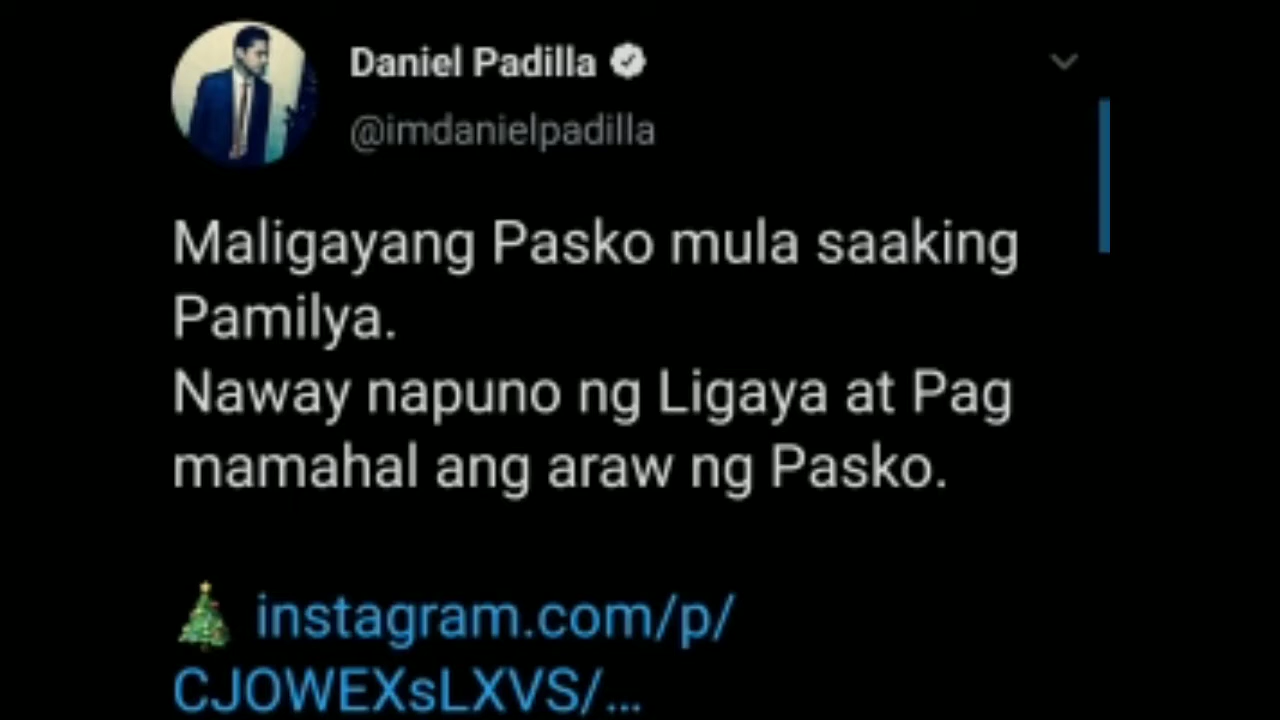 Daniel Padilla
@imdanielpadilla
Maligayang Pasko mula saaking
Pamilya.
Naway napuno ng Ligaya at Pag
mamahal ang araw ng Pasko.
🎄 instagram.com/p/
CJOWEXsLXVS/...